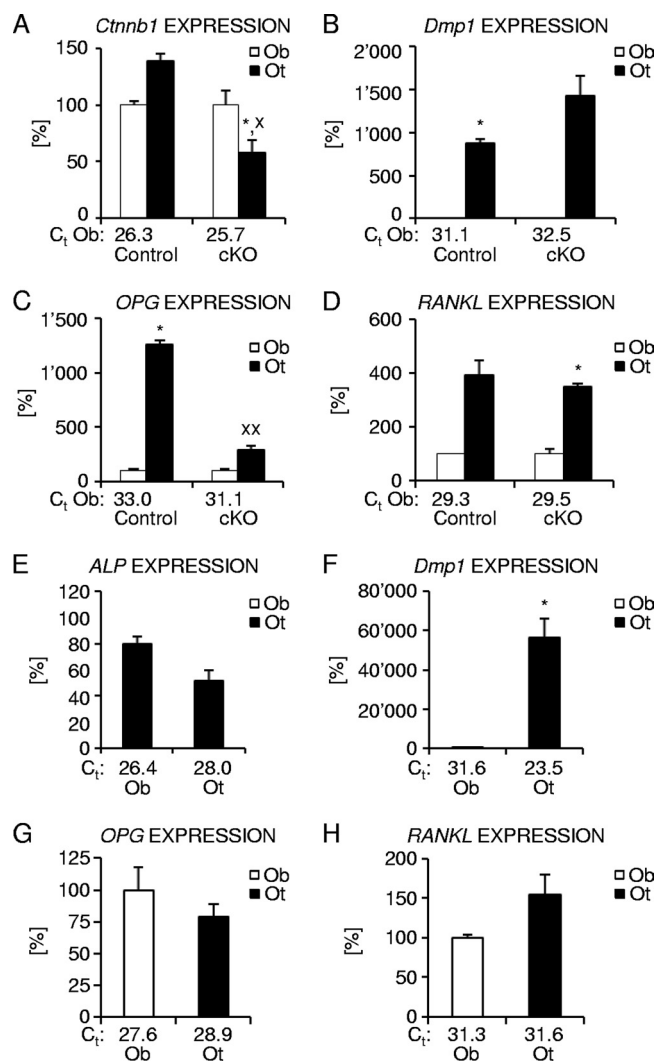 A
Ctnnb1 EXPRESSION
Ob
Ot
150
100
50
0
[%]
*,X
Ct Ob: 26.3 25.7
Control cKO
B
Dmp1 EXPRESSION
Ob
Ot
2’000
1’500
1’000
500
0
[%]
*
31.1 32.5
Control cKO
C
OPG EXPRESSION
Ob
Ot
1’500
1’000
500
0
[%]
*
XX
Ct Ob: 33.0 31.1
Control cKO
D
RANKL EXPRESSION
Ob
Ot
600
400
200
0
[%]
*
Ct Ob: 29.3 29.5
Control cKO
E
ALP EXPRESSION
Ob
Ot
120
100
80
60
40
20
0
[%]
Ct: 26.4 28.0
Ob Ot
F
Dmp1 EXPRESSION
Ob
Ot
80’000
60’000
40’000
20’000
0
[%]
*
Ct: 31.6 23.5
Ob Ot
G
OPG EXPRESSION
Ob
Ot
125
100
75
50
25
0
[%]
Ct: 27.6 28.9
Ob Ot
H
RANKL EXPRESSION
Ob
Ot
200
150
100
50
0
[%]
Ct: 31.3 31.6
Ob Ot